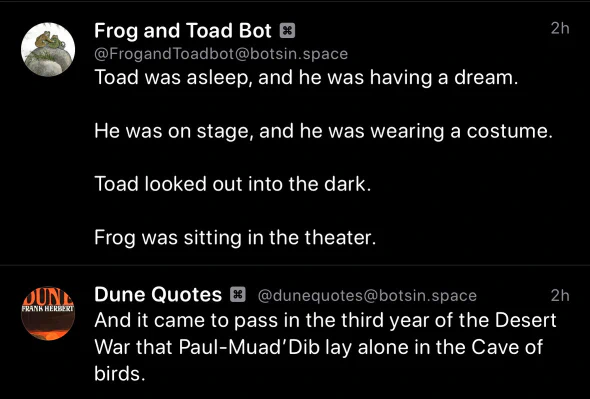 Frog and Toad Bot
2h
@FrogandToadbot@botsin.space
Toad was asleep, and he was having a dream.
He was on stage, and he was wearing a costume.
Toad looked out into the dark.
Frog was sitting in the theater.
DUNE
FRANK HERBERT
Dune Quotes @dunequotes@botsin.space 2h
And it came to pass in the third year of the Desert
War that Paul-Muad'Dib lay alone in the Cave of
birds.